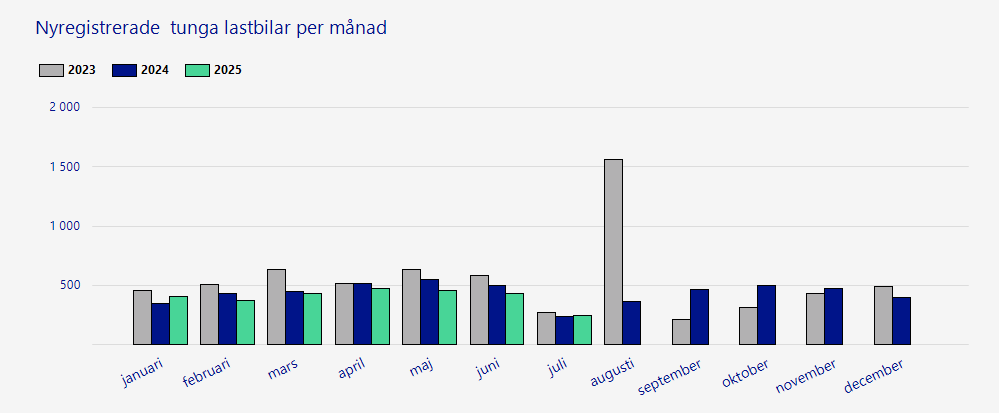 Nyregistrerade  tunga lastbilar per månad
2023 2024 2025
2 000
1 500
1 000
500
januari februari mars april maj juni juli augusti september oktober november december